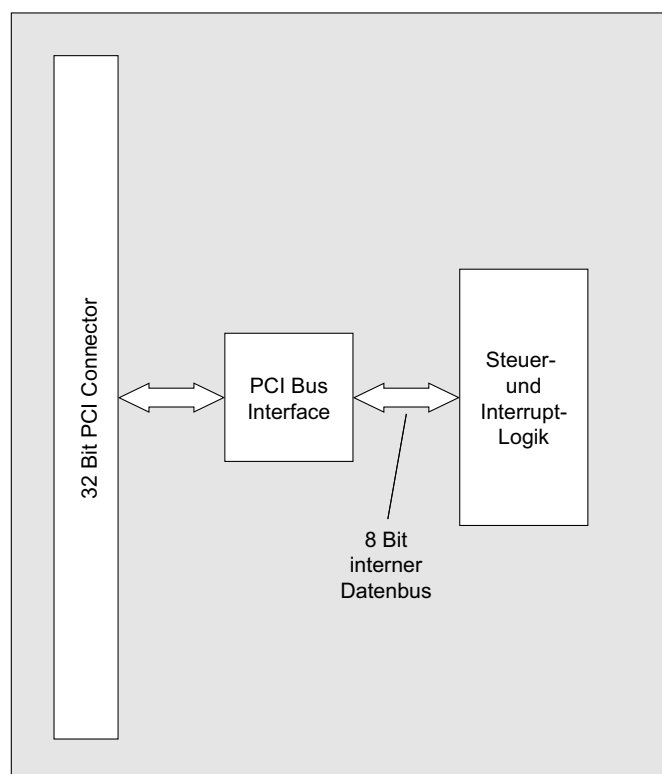 32 Bit PCI Connector
PCI Bus
Interface
Steuer-
und
Interrupt-
Logik
8 Bit
interner
Datenbus